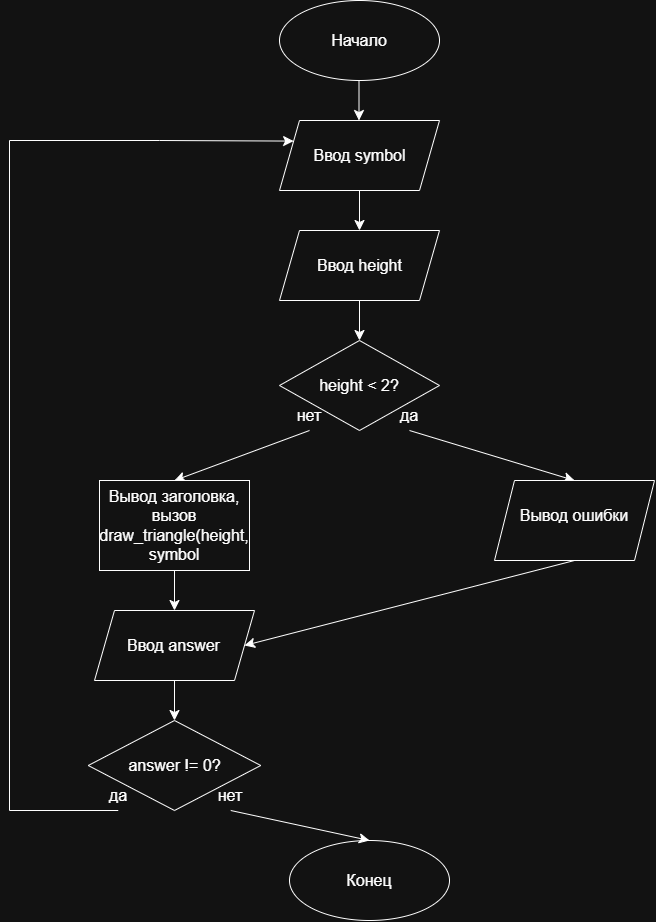 Начало
Ввод symbol
Ввод height
height < 2?
нет
да
Вывод заголовка,
вызов
draw_triangle(height,
symbol
Вывод ошибки
Ввод answer
answer != 0?
да
нет
Конец